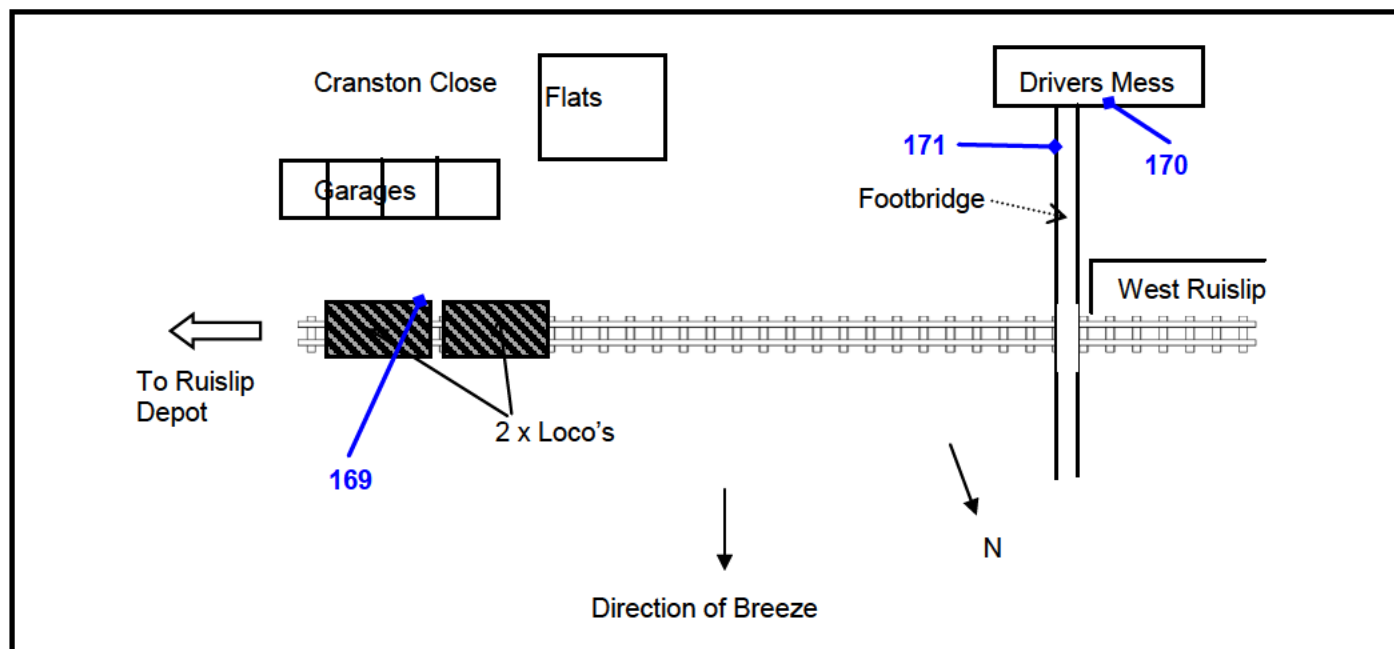 Cranston Close
Flats
Drivers Mess
171
170
Garages
Footbridge
West Ruislip
To Ruislip
Depot
2 x Loco's
169
N
Direction of Breeze